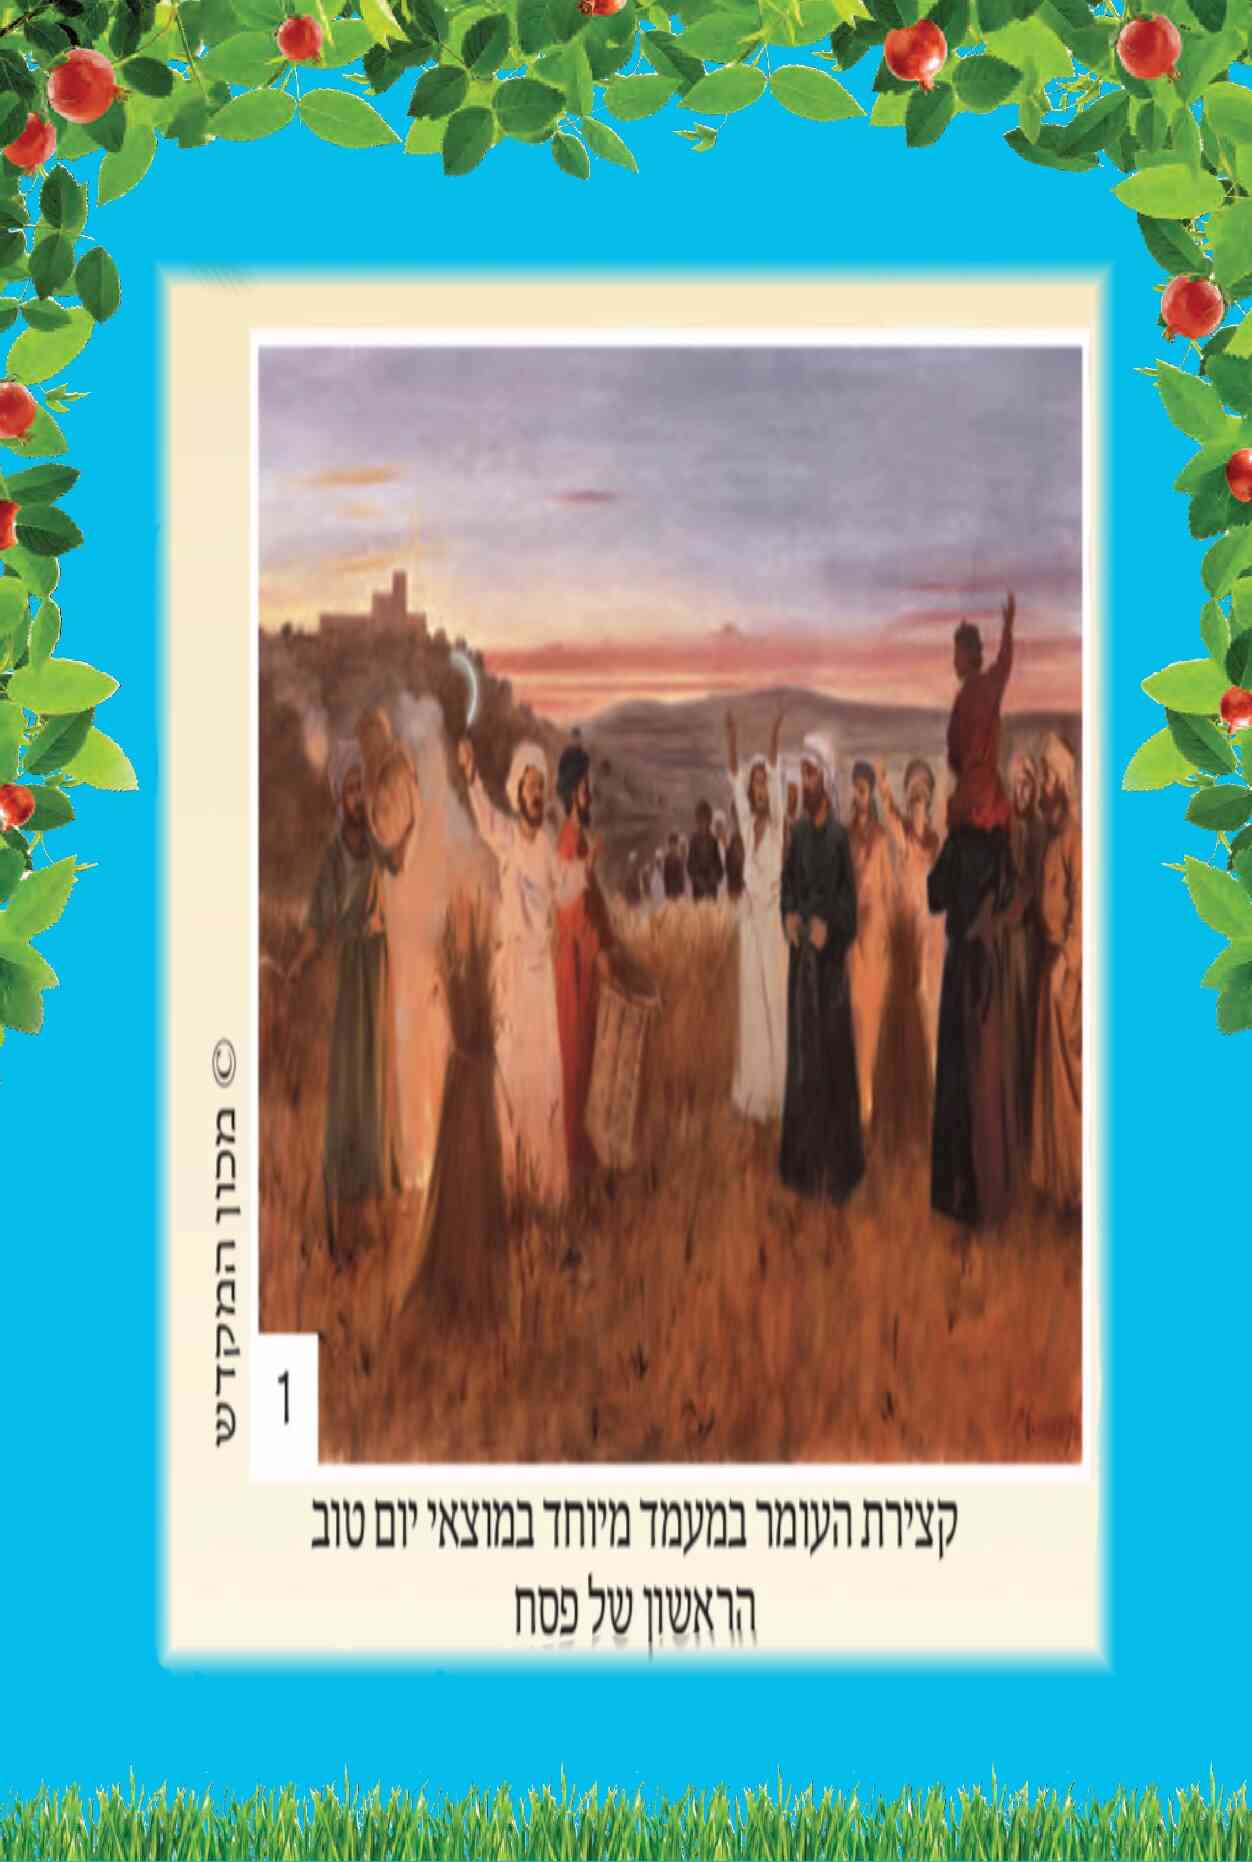 © מכון המקדש
1
קצירת העומר במעמד מיוחד במוצאי יום טוב
הראשון של פסח